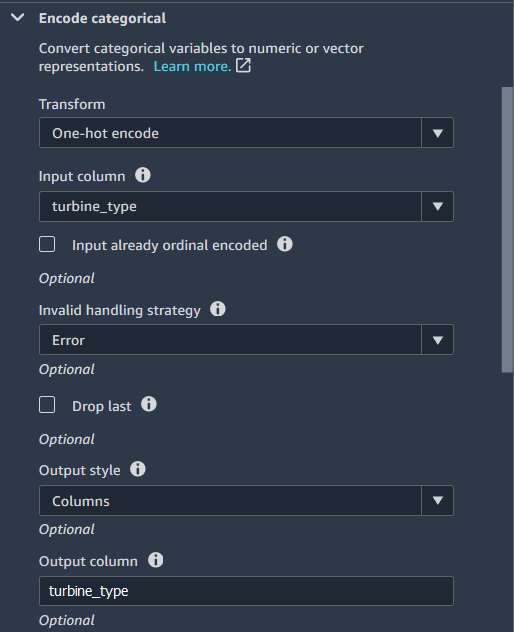 Encode categorical
Convert categorical variables to numeric or vector
representations. Learn more.
Transform
One-hot encode
Input column
turbine_type
Input already ordinal encoded
Optional
Invalid handling strategy
Error
Optional
Drop last
Optional
Output style
Columns
Optional
Output column
turbine_type
Optional